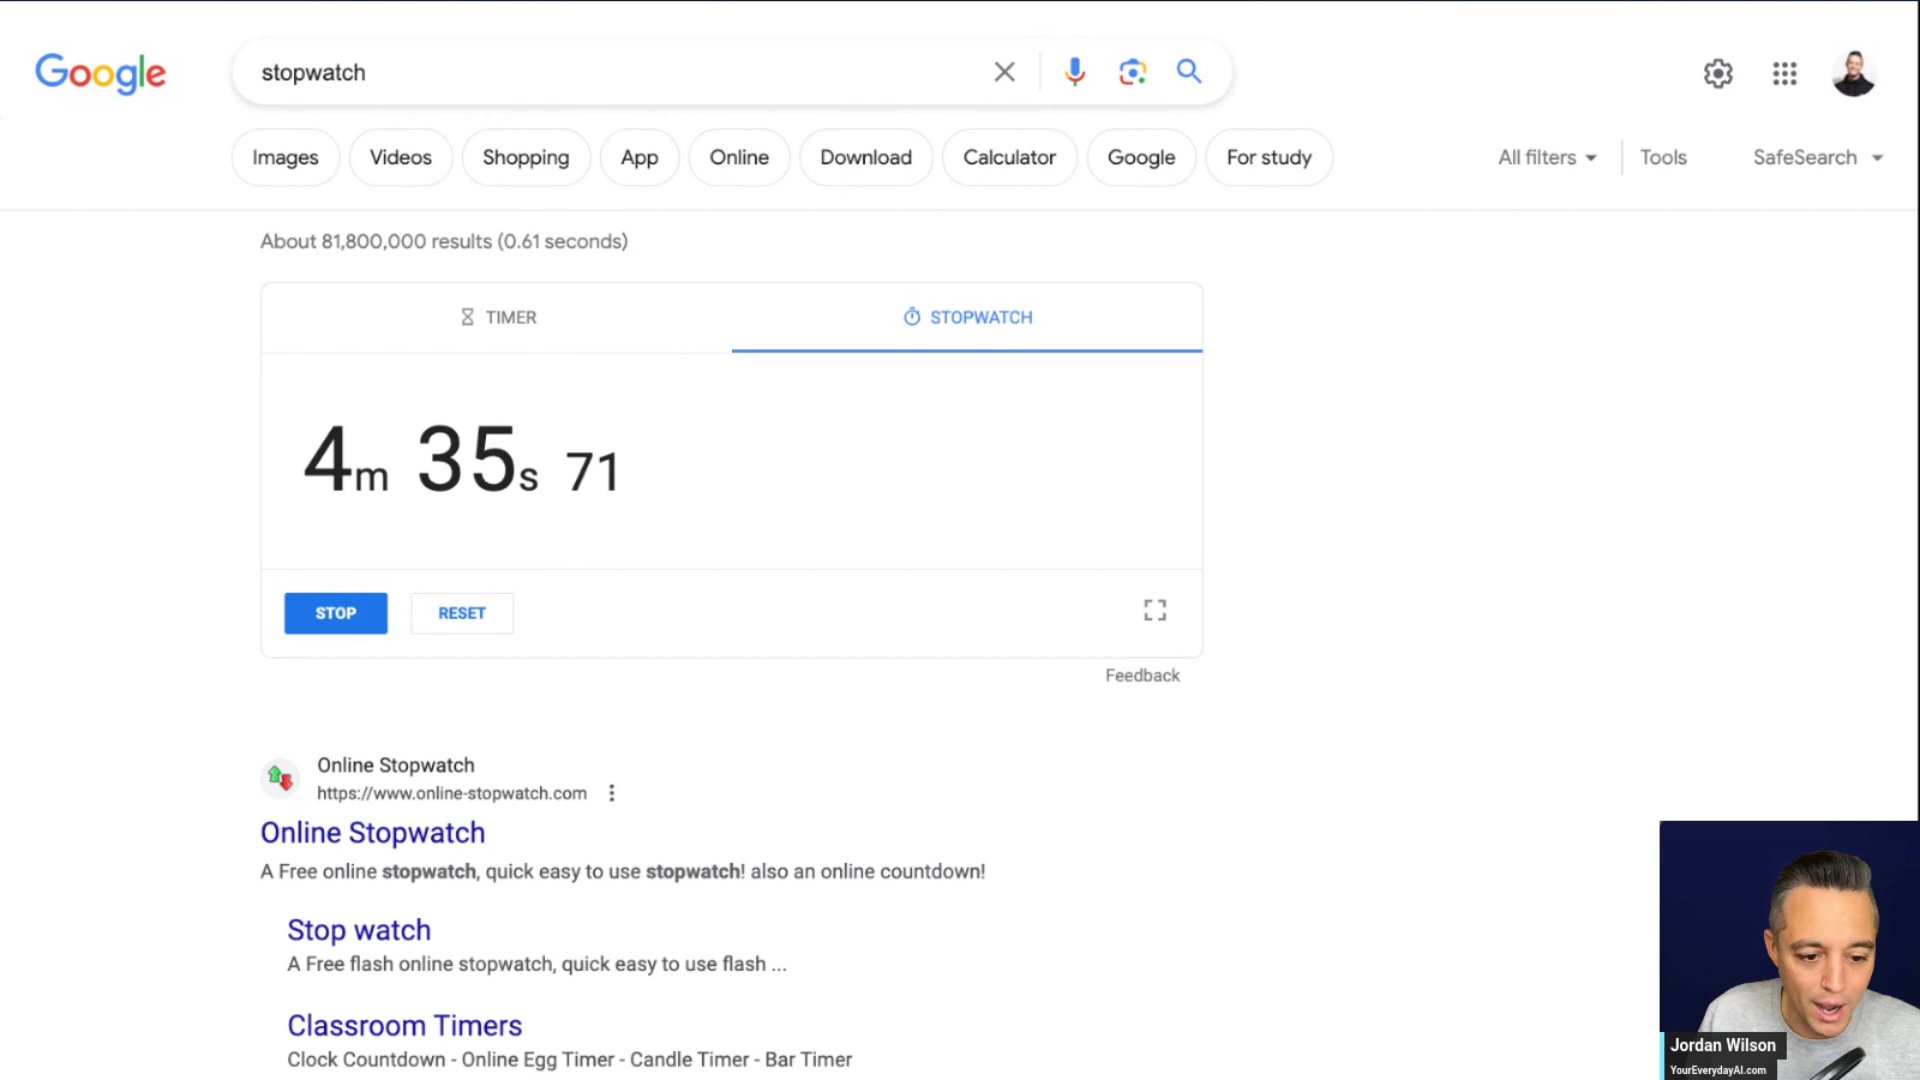 Google
stopwatch
Images
Videos
Shopping
App
Online
Download
Calculator
Google
For study
All filters
Tools
SafeSearch
About 81,800,000 results (0.61 seconds)
TIMER
STOPWATCH
4m 35s 71
STOP
RESET
Feedback
Online Stopwatch
https://www.online-stopwatch.com
Online Stopwatch
A Free online stopwatch, quick easy to use stopwatch! also an online countdown!
Stop watch
A Free flash online stopwatch, quick easy to use flash ...
Classroom Timers
Clock Countdown - Online Egg Timer - Candle Timer - Bar Timer
Jordan Wilson
YourEverydayAI.com